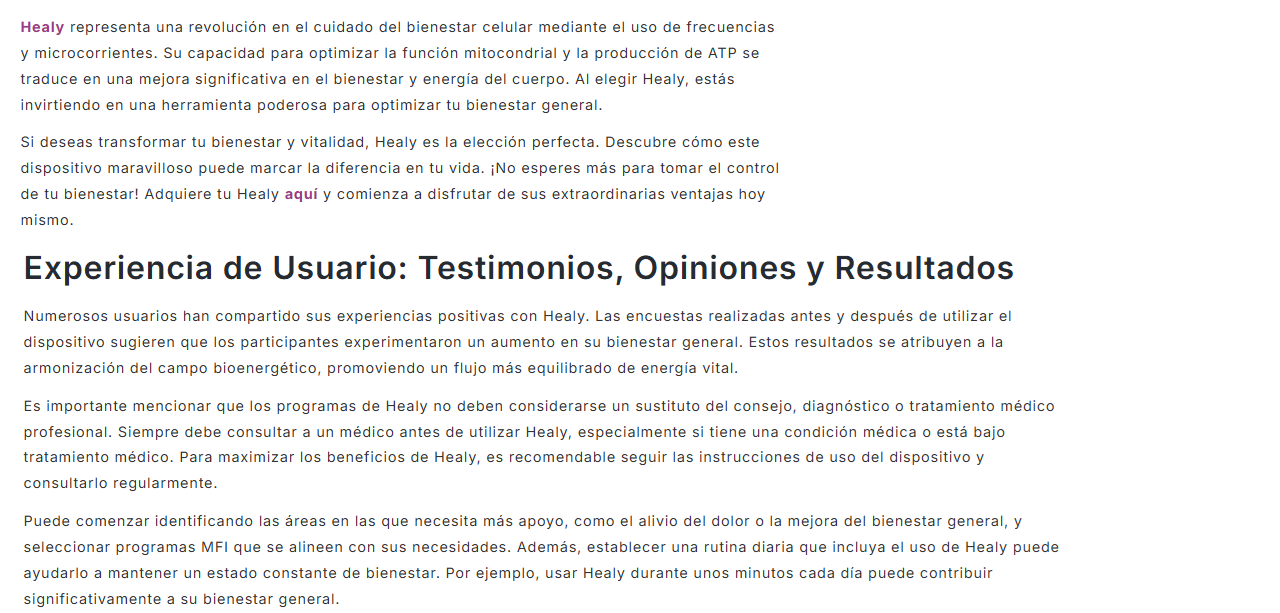 Healy representa una revolución en el cuidado del bienestar celular mediante el uso de frecuencias
y microcorrientes. Su capacidad para optimizar la función mitocondrial y la producción de ATP se
traduce en una mejora significativa en el bienestar y energía del cuerpo. Al elegir Healy, estás
invirtiendo en una herramienta poderosa para optimizar tu bienestar general.
Si deseas transformar tu bienestar y vitalidad, Healy es la elección perfecta. Descubre cómo este
dispositivo maravilloso puede marcar la diferencia en tu vida. ¡No esperes más para tomar el control
de tu bienestar! Adquiere tu Healy aquí y comienza a disfrutar de sus extraordinarias ventajas hoy
mismo.
Experiencia de Usuario: Testimonios, Opiniones y Resultados
Numerosos usuarios han compartido sus experiencias positivas con Healy. Las encuestas realizadas antes y después de utilizar el
dispositivo sugieren que los participantes experimentaron un aumento en su bienestar general. Estos resultados se atribuyen a la
armonización del campo bioenergético, promoviendo un flujo más equilibrado de energía vital.
Es importante mencionar que los programas de Healy no deben considerarse un sustituto del consejo, diagnóstico o tratamiento médico
profesional. Siempre debe consultar a un médico antes de utilizar Healy, especialmente si tiene una condición médica o está bajo
tratamiento médico. Para maximizar los beneficios de Healy, es recomendable seguir las instrucciones de uso del dispositivo y
consultarlo regularmente.
Puede comenzar identificando las áreas en las que necesita más apoyo, como el alivio del dolor o la mejora del bienestar general, y
seleccionar programas MFI que se alineen con sus necesidades. Además, establecer una rutina diaria que incluya el uso de Healy puede
ayudarlo a mantener un estado constante de bienestar. Por ejemplo, usar Healy durante unos minutos cada día puede contribuir
significativamente a su bienestar general.